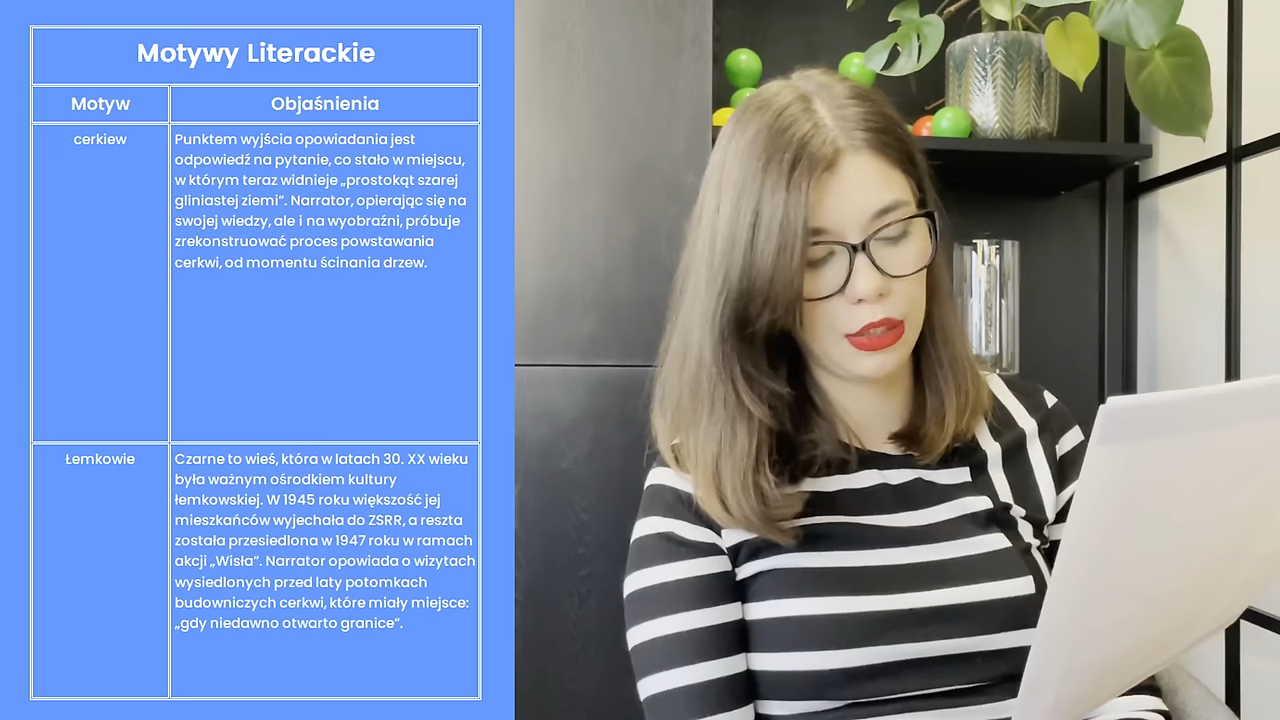 Motywy Literackie
Motyw Objaśnienia
cerkiew
Punktem wyjścia opowiadania jest
odpowiedź na pytanie, co stało w miejscu,
w którym teraz widnieje „prostokąt szarej
gliniastej ziemi”. Narrator, opierając się na
swojej wiedzy, ale i na wyobraźni, próbuje
zrekonstruować proces powstawania
cerkwi, od momentu ścinania drzew.
Łemkowie
Czarne to wieś, która w latach 30. XX wieku
była ważnym ośrodkiem kultury
łemkowskiej. W 1945 roku większość jej
mieszkańców wyjechała do ZSRR, a reszta
została przesiedlona w 1947 roku w ramach
akcji „Wisła”. Narrator opowiada o wizytach
wysiedlonych przed laty potomkach
budowniczych cerkwi, które miały miejsce:
„gdy niedawno otwarto granice”.